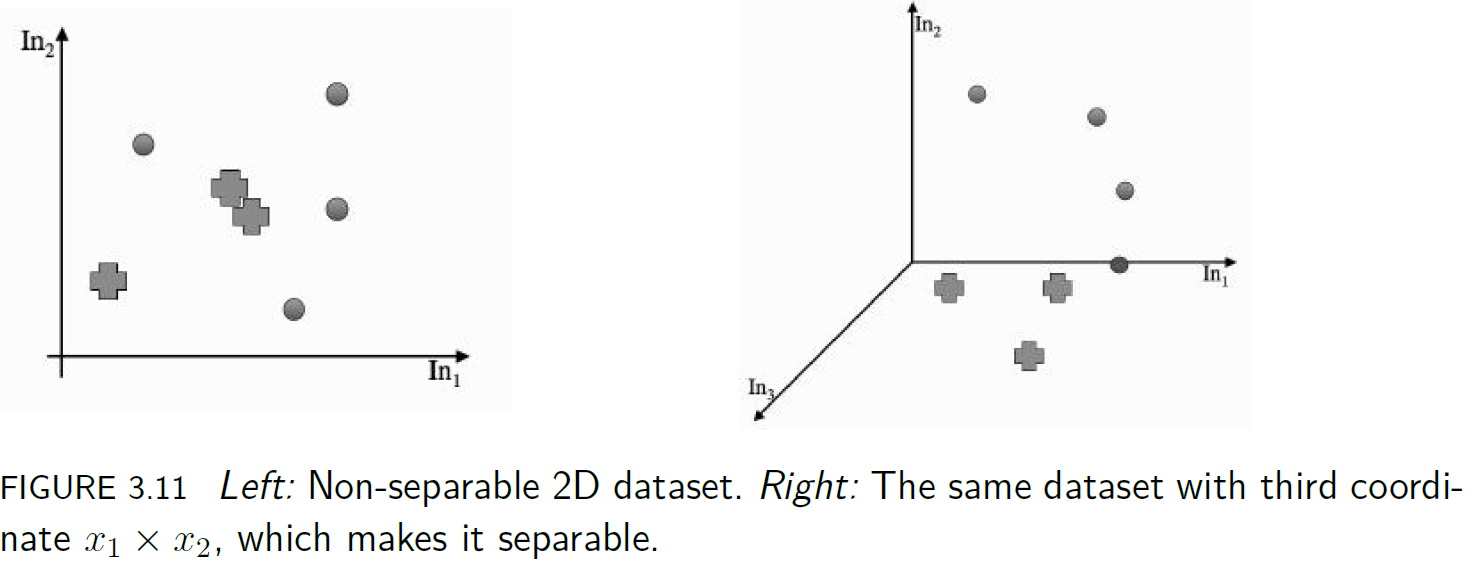 In₂
In₁
In₂
In₁
In₃
FIGURE 3.11 Left: Non-separable 2D dataset. Right: The same dataset with third coordi-
nate x₁ × x₂, which makes it separable.